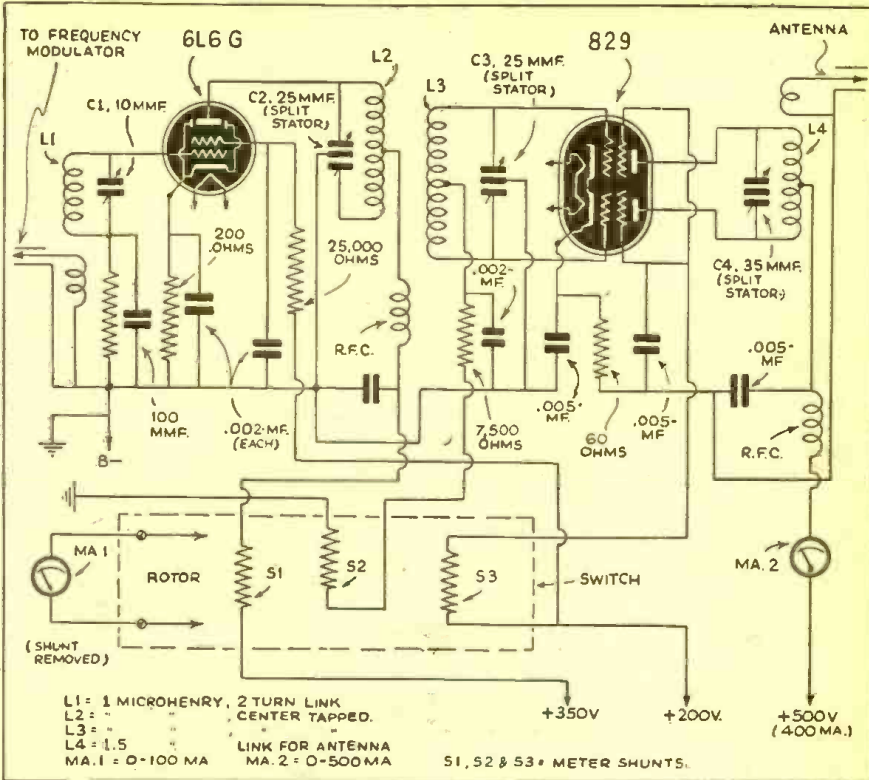 TO FREQUENCY
MODULATOR
6L6 G
L2
C3, 25 MMF.
(SPLIT
STATOR)
829
ANTENNA
C1, 10 MMF.
C2, 25 MMF.
(SPLIT
STATOR)
L3
L1
L4
200
OHMS
25,000
OHMS
.002-
MF.
C4, 35 MMF.
(SPLIT
STATOR)
R.F.C.
.005-
MF
100
MMF.
.002-MF.
(EACH)
7,500
OHMS
.005-
MF.
60
OHMS
.005-
MF
R.F.C.
B-
MA.1
ROTOR
S1
S2
S3
SWITCH
MA.2
(SHUNT
REMOVED)
+350V
+200V.
+500V
(400 MA.)
L1 = 1 MICROHENRY, 2 TURN LINK
L2 = " " , CENTER TAPPED.
L3 = " " " "
L4 = 1.5 " LINK FOR ANTENNA
MA.1 = 0-100 MA MA.2 = 0-500 MA S1, S2 & S3 = METER SHUNTS.